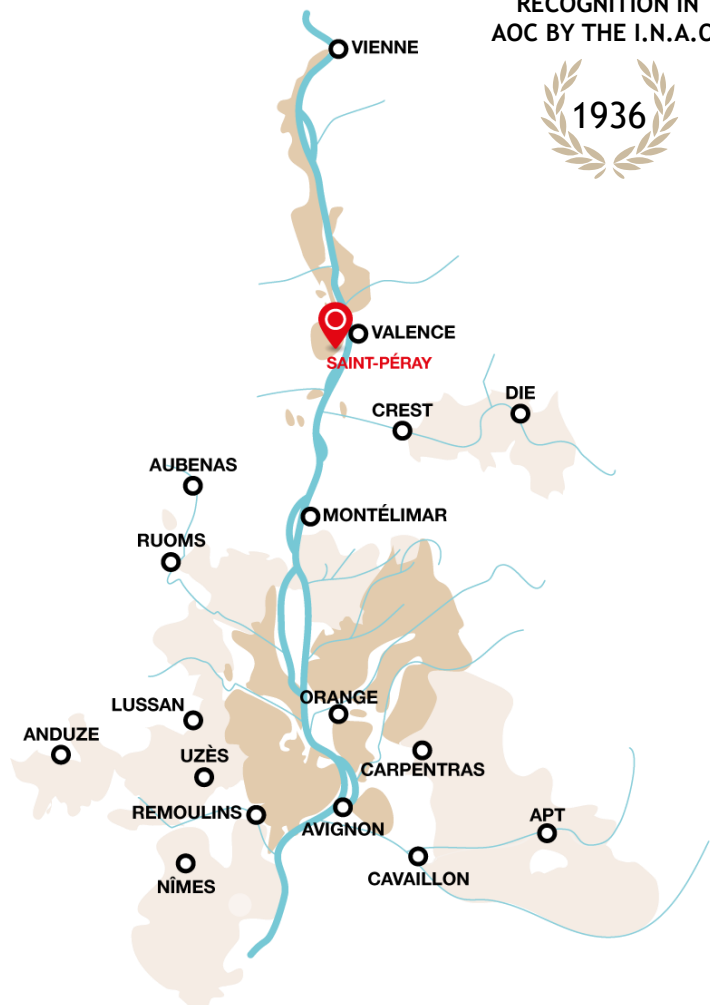 RECOGNITION IN
AOC BY THE I.N.A.O
1936
VIENNE
VALENCE
SAINT-PÉRAY
DIE
CREST
AUBENAS
MONTÉLIMAR
RUOMS
ORANGE
LUSSAN
ANDUZE
UZÈS
CARPENTRAS
REMOULINS
AVIGNON
APT
CAVAILLON
NÎMES